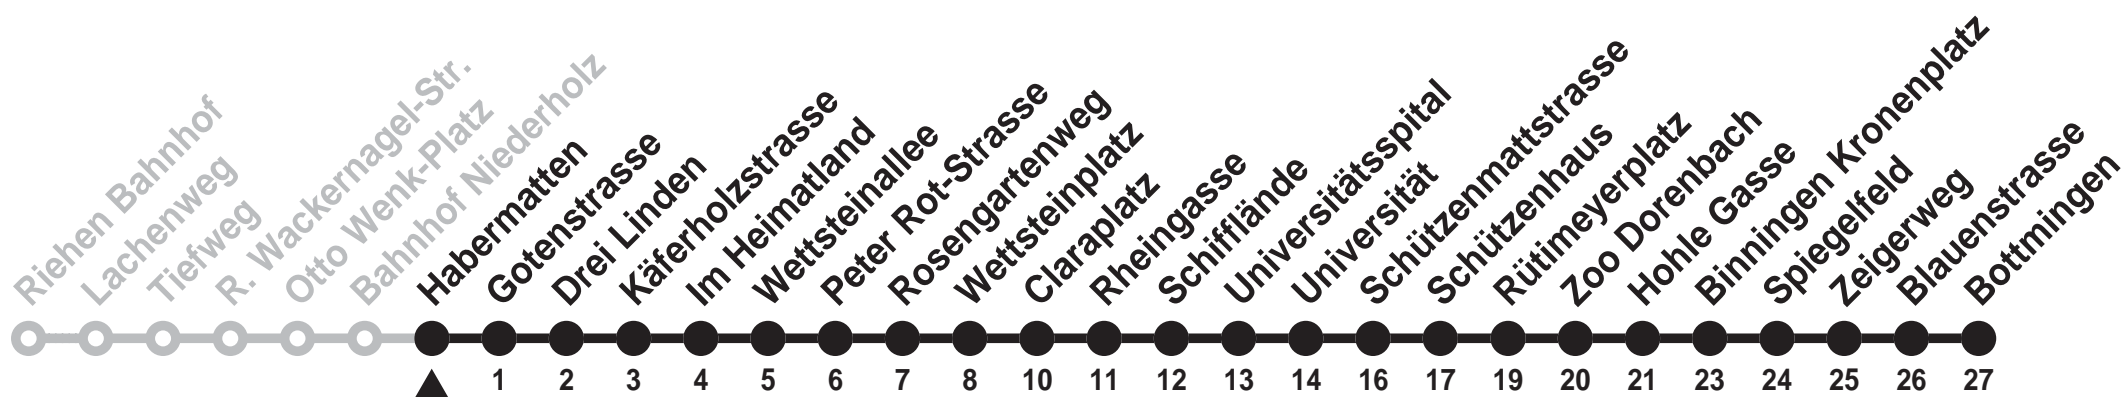 Riehen Bahnhof
Lachenweg
Tiefweg
R. Wackernagel-Str.
Otto Wenk-Platz
Bahnhof Niederholz
Habermatten
Gotenstrasse
Drei Linden
Käferholzstrasse
Im Heimatland
Wettsteinallee
Peter Rot-Strasse
Rosengartenweg
Wettsteinplatz
Claraplatz
Rheingasse
Schifflände
Universitätsspital
Universität
Schützenmattstrasse
Schützenhaus
Rütimeyerplatz
Zoo Dorenbach
Hohle Gasse
Binningen Kronenplatz
Spiegelfeld
Zeigerweg
Blauenstrasse
Bottmingen
1 2 3 4 5 6 7 8 10 11 12 13 14 16 17 19 20 21 23 24 25 26 27